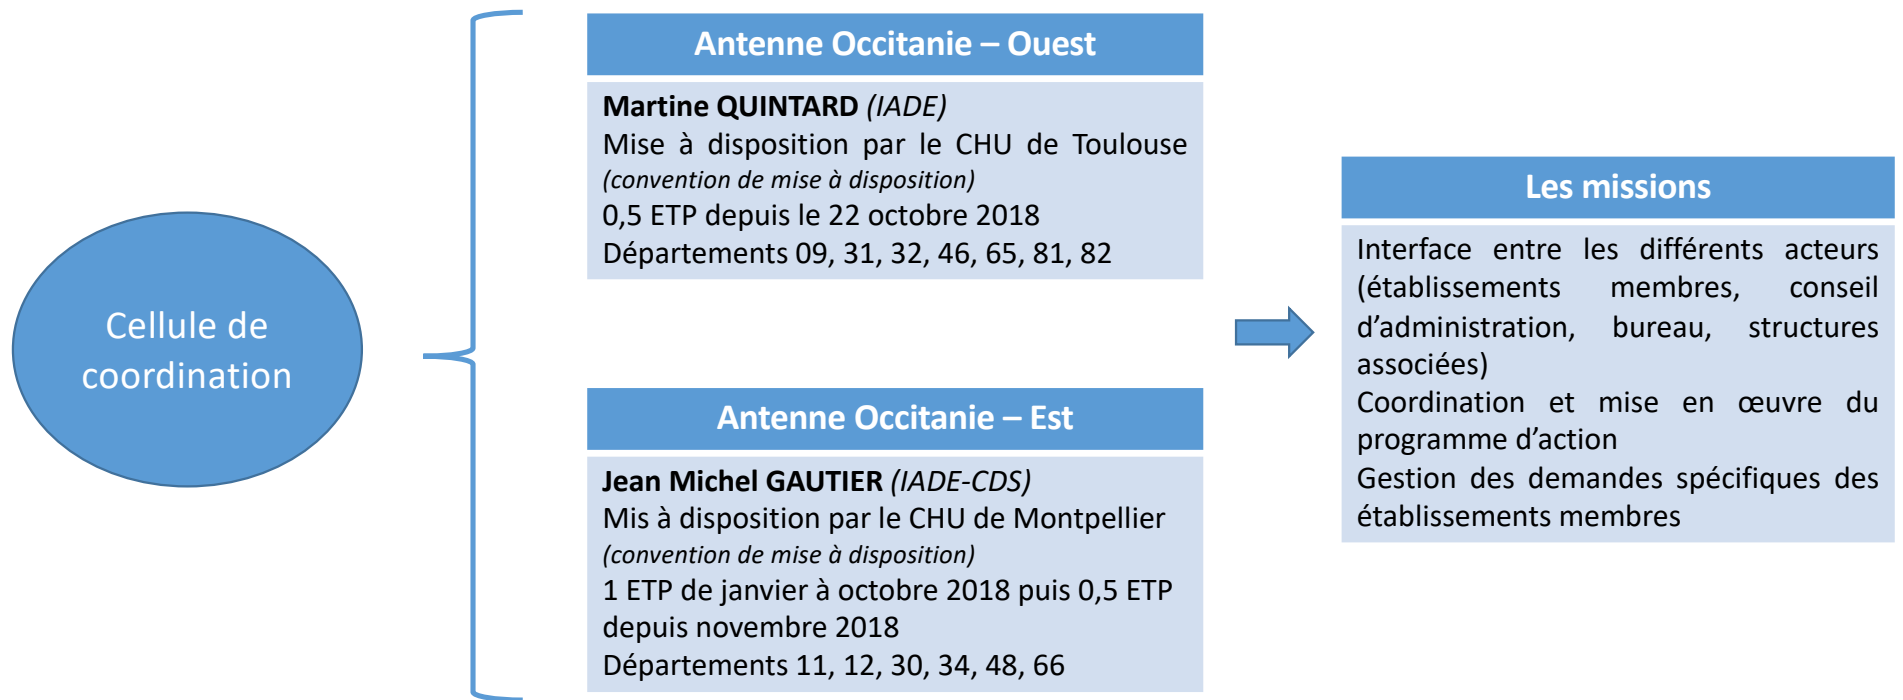 Cellule de
coordination
Antenne Occitanie – Ouest
Martine QUINTARD (IADE)
Mise à disposition par le CHU de Toulouse
(convention de mise à disposition)
0,5 ETP depuis le 22 octobre 2018
Départements 09, 31, 32, 46, 65, 81, 82
Antenne Occitanie – Est
Jean Michel GAUTIER (IADE-CDS)
Mis à disposition par le CHU de Montpellier
(convention de mise à disposition)
1 ETP de janvier à octobre 2018 puis 0,5 ETP
depuis novembre 2018
Départements 11, 12, 30, 34, 48, 66
Les missions
Interface entre les différents acteurs
(établissements membres, conseil
d’administration, bureau, structures
associées)
Coordination et mise en œuvre du
programme d’action
Gestion des demandes spécifiques des
établissements membres